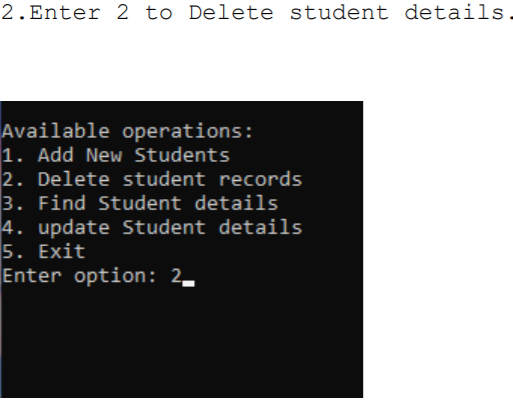 2.Enter 2 to Delete student details.
Available operations:
1. Add New Students
2. Delete student records
3. Find Student details
4. update Student details
5. Exit
Enter option: 2